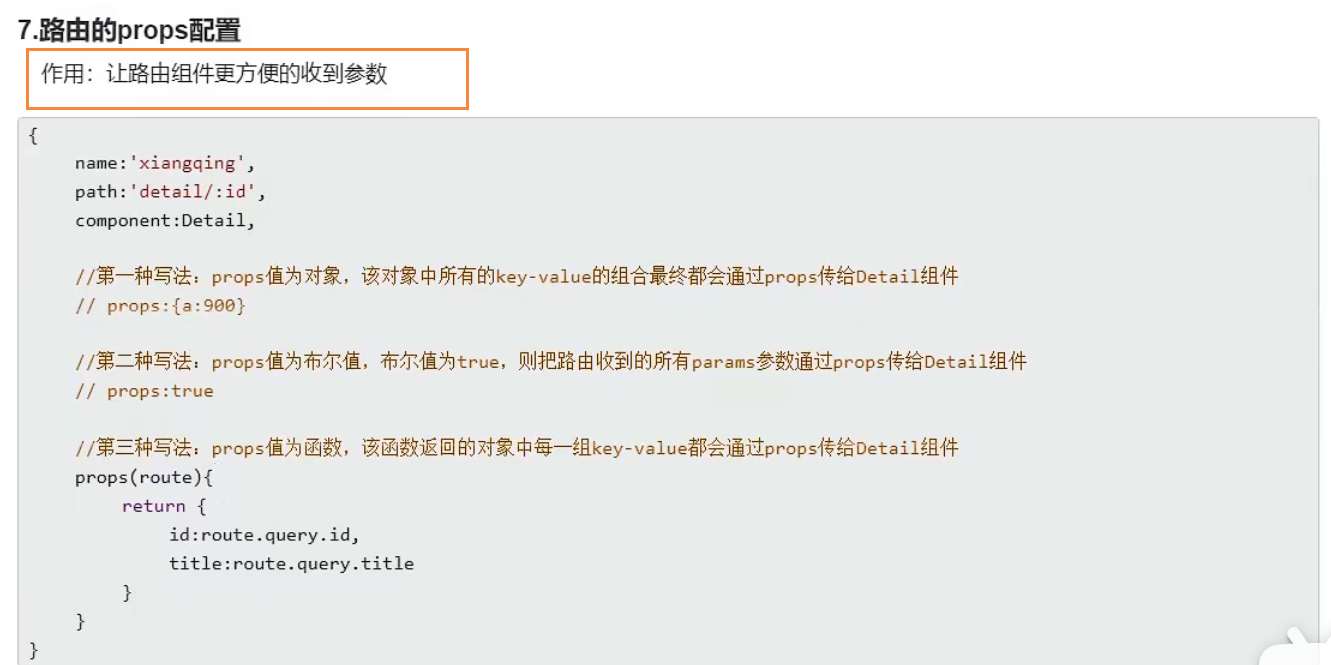 7.路由的props配置
作用：让路由组件更方便的收到参数
{
name:'xiangqing',
path:'detail/:id',
component:Detail,
//第一种写法：props值为对象，该对象中所有的key-value的组合最终都会通过props传给Detail组件
// props:{a:900}
//第二种写法：props值为布尔值，布尔值为true，则把路由收到的所有params参数通过props传给Detail组件
// props:true
//第三种写法：props值为函数，该函数返回的对象中每一组key-value都会通过props传给Detail组件
props(route){
return {
id:route.query.id,
title:route.query.title
}
}
}